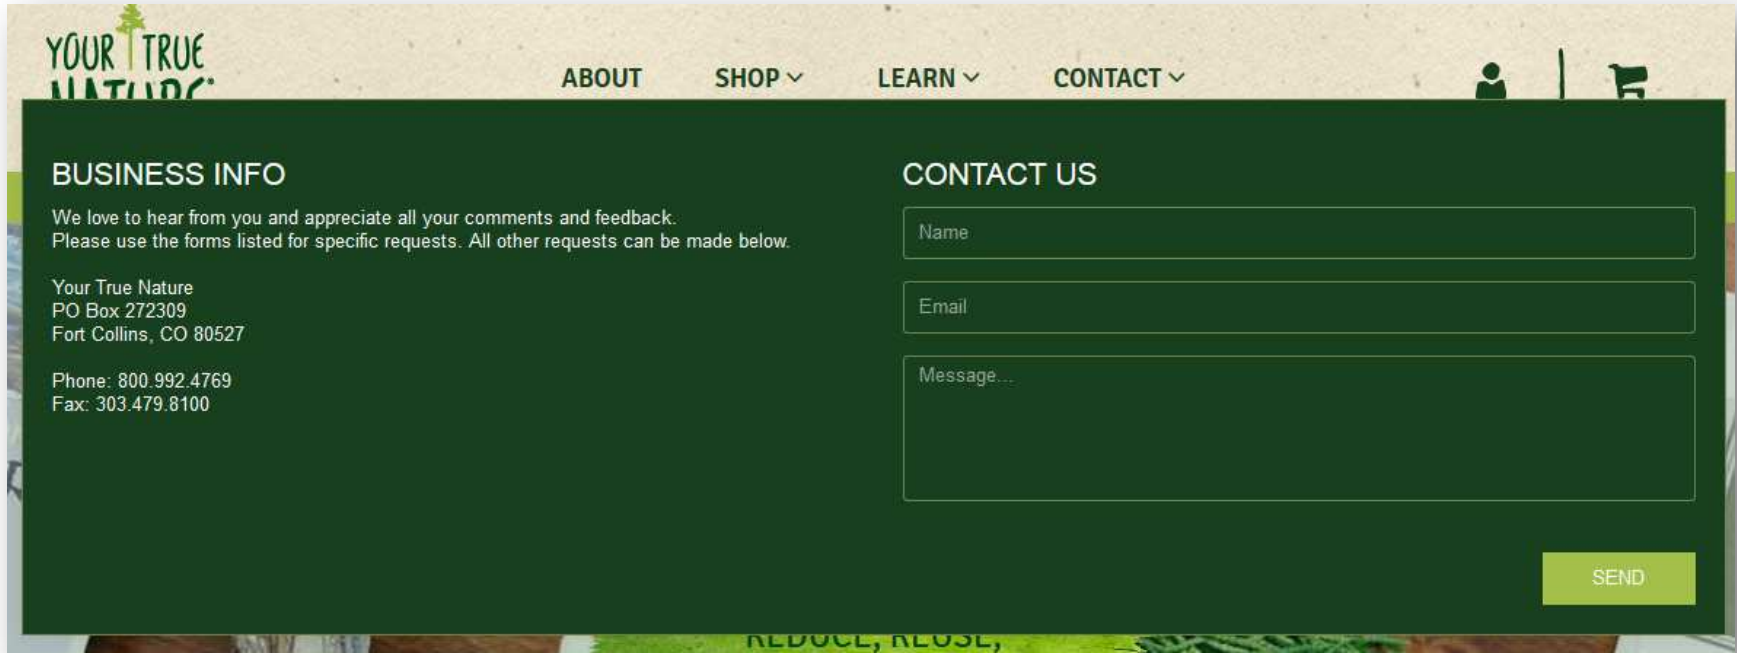 YOUR TRUE
NATURE
ABOUT SHOP LEARN CONTACT
BUSINESS INFO
We love to hear from you and appreciate all your comments and feedback.
Please use the forms listed for specific requests. All other requests can be made below.
Your True Nature
PO Box 272309
Fort Collins, CO 80527
Phone: 800.992.4769
Fax: 303.479.8100
CONTACT US
Name
Email
Message...
SEND
REDUCE, REUSE,